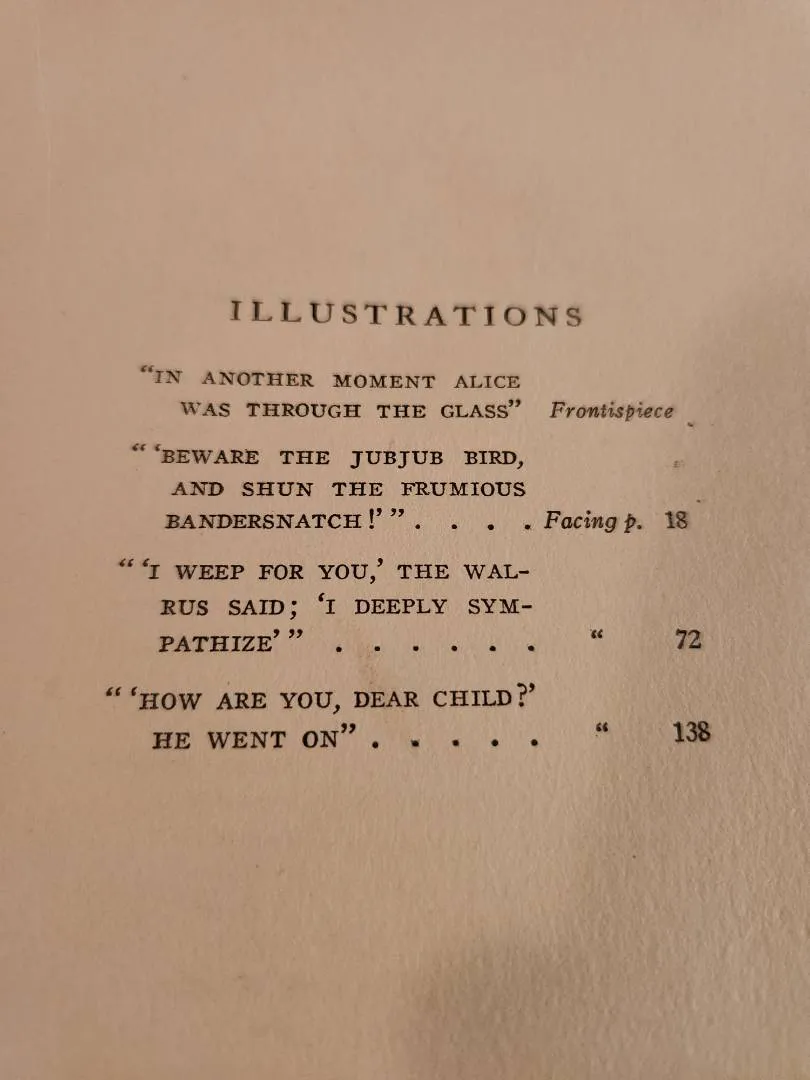 ILLUSTRATIONS
“IN ANOTHER MOMENT ALICE
WAS THROUGH THE GLASS” Frontispiece
“ ‘BEWARE THE JUBJUB BIRD,
AND SHUN THE FRUMIOUS
BANDERSNATCH!’ ” . . . . Facing p. 18
“ ‘I WEEP FOR YOU,’ THE WAL-
RUS SAID; ‘I DEEPLY SYM-
PATHIZE’ ” . . . . . . “ 72
“ ‘HOW ARE YOU, DEAR CHILD?’
HE WENT ON” . . . . . “ 138